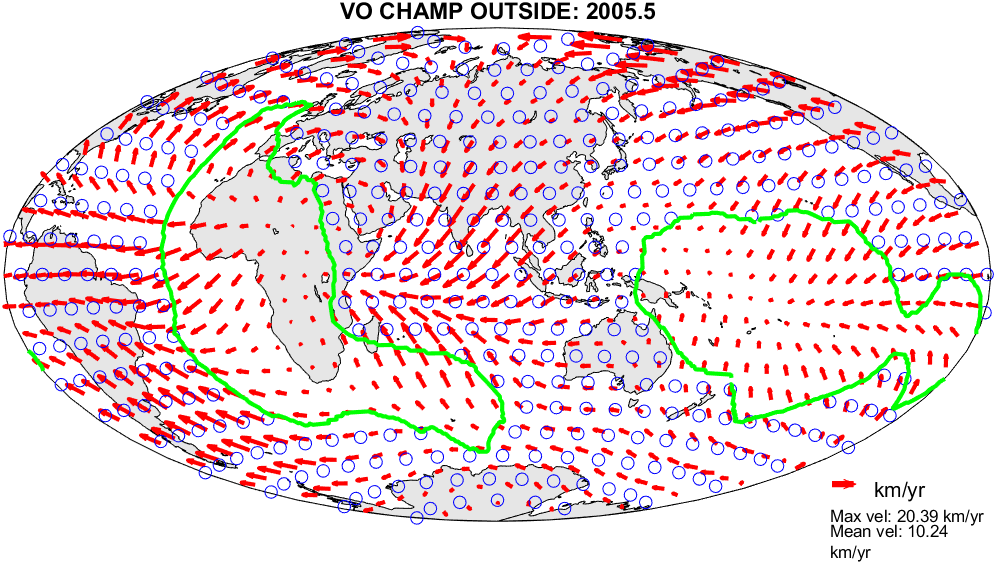 VO CHAMP OUTSIDE: 2005.5
km/yr
Max vel: 20.39 km/yr
Mean vel: 10.24
km/yr